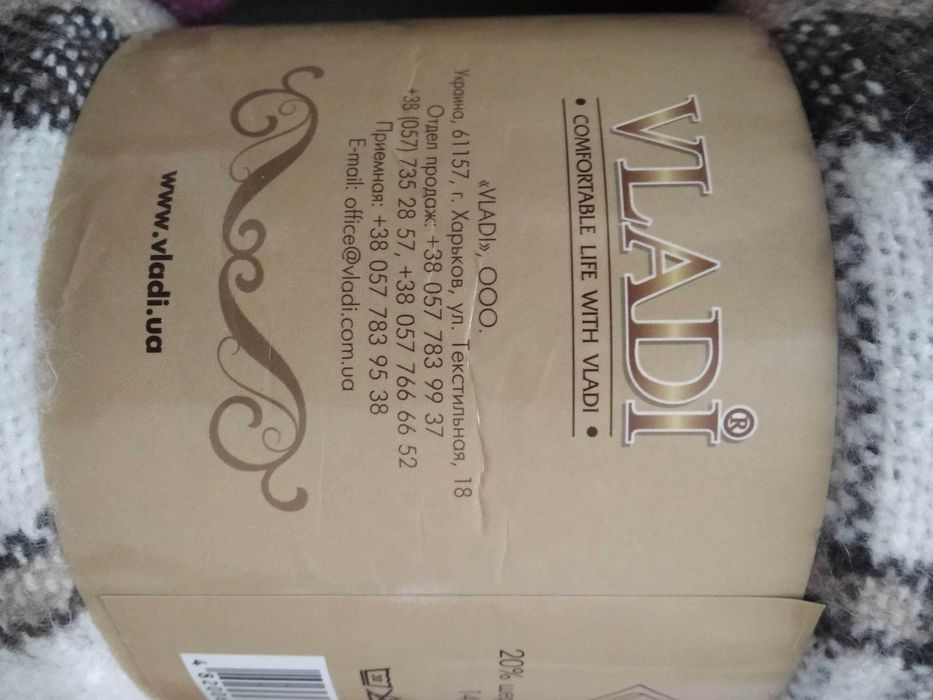 VLADi®
• COMFORTABLE LIFE WITH VLADI •
«VLADI», ООО.
Украина, 61157, г. Харьков, ул. Текстильная, 18
Отдел продаж: +38 057 783 99 37
+38 (057) 735 28 57, +38 057 766 66 52
Приемная: +38 057 783 95 38
E-mail: office@vladi.com.ua
www.vladi.ua
20%
30